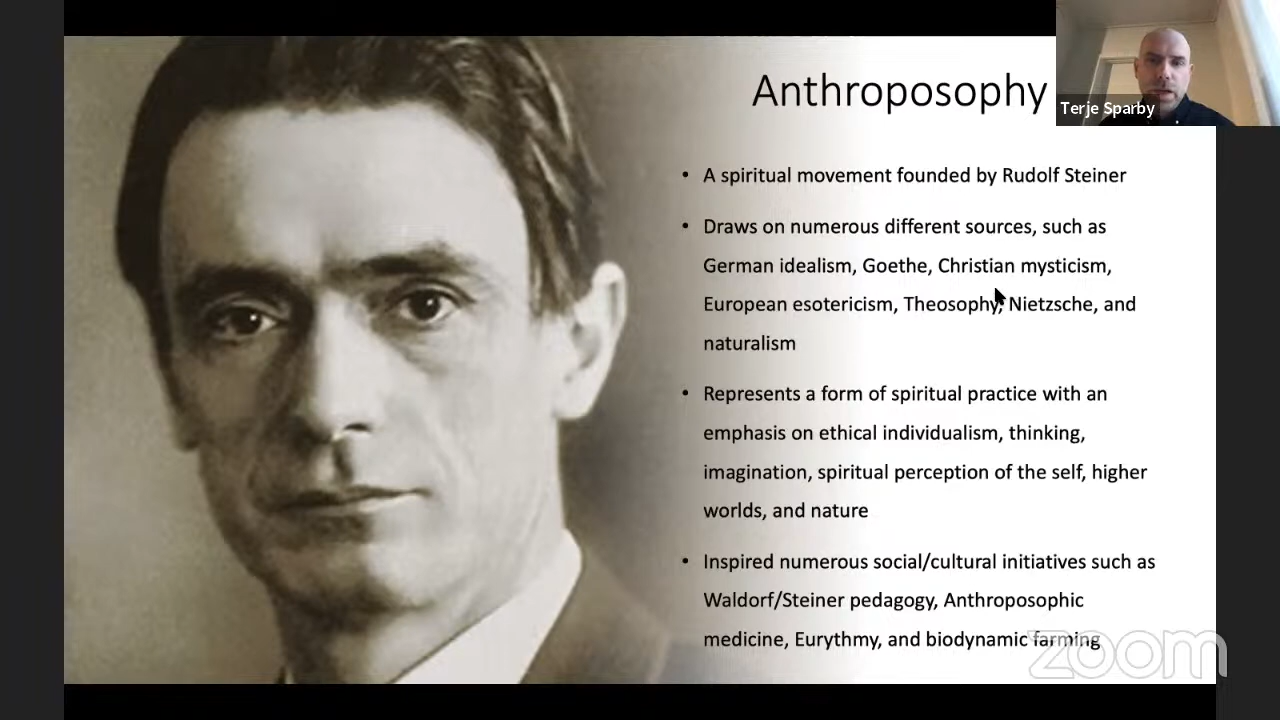 Anthroposophy
Terje Sparby
• A spiritual movement founded by Rudolf Steiner
• Draws on numerous different sources, such as
German idealism, Goethe, Christian mysticism,
European esotericism, Theosophy, Nietzsche, and
naturalism
• Represents a form of spiritual practice with an
emphasis on ethical individualism, thinking,
imagination, spiritual perception of the self, higher
worlds, and nature
• Inspired numerous social/cultural initiatives such as
Waldorf/Steiner pedagogy, Anthroposophic
medicine, Eurythmy, and biodynamic farming
zoom